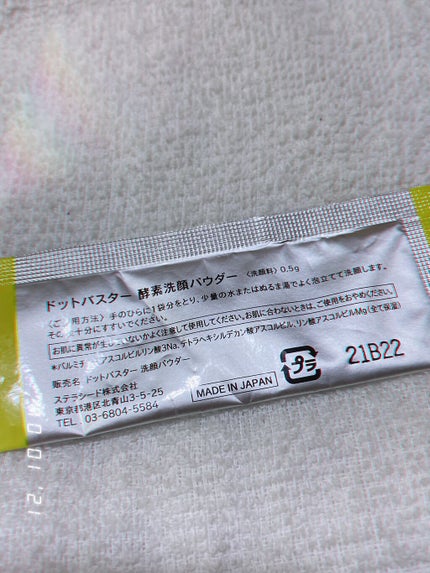 ドットバスター 酵素洗顔パウダー 〈洗顔料〉0.5g
〈ご使用方法〉手のひらに1袋分をとり、少量の水またはぬるま湯でよく泡立てて洗顔します。
その後十分にすすいでください。
お肌に異常が生じていないかよく注意して使用してください。お肌に合わないときは、ご使用をおやめください。
*パルミチン酸アスコルビルリン酸3Na、テトラヘキシルデカン酸アスコルビル、リン酸アスコルビルMg(全て保湿)
販売名 ドットバスター 洗顔パウダー
ステラシード株式会社
東京都港区北青山3-5-25
TEL . 03-6804-5584
MADE IN JAPAN
プラ
21B22